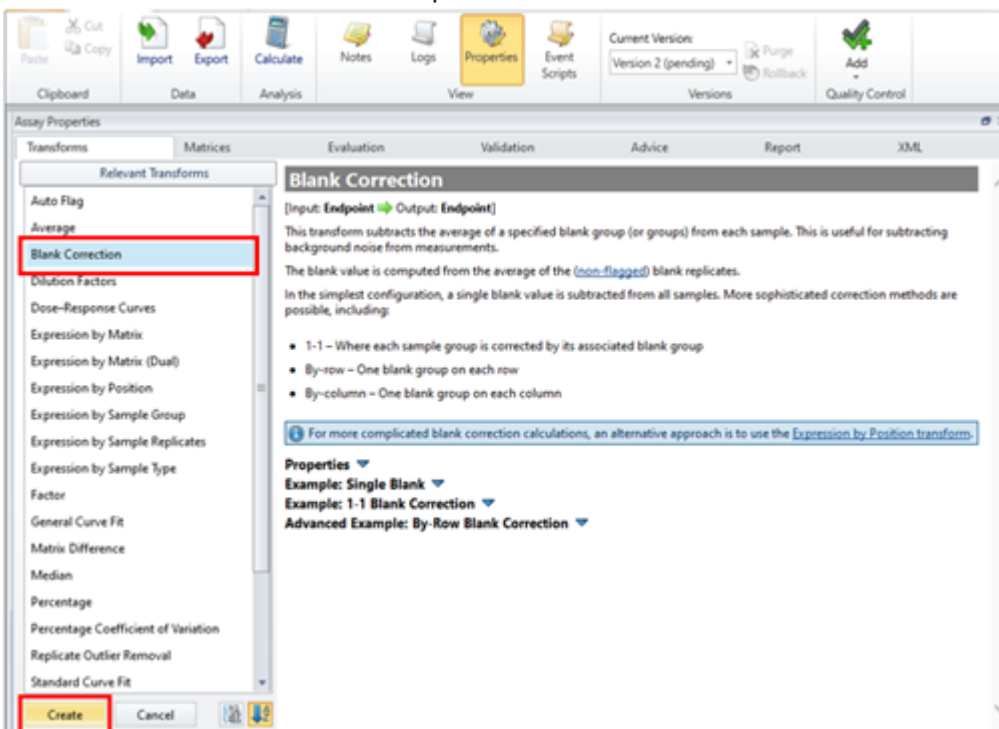 Cut
Copy
Paste
Import
Export
Calculate
Notes
Logs
Properties
Event Scripts
Current Version:
Version 2 (pending)
Purge
Rollback
Add
Clipboard
Data
Analysis
View
Versions
Quality Control
Assay Properties
Transforms
Matrices
Evaluation
Validation
Advice
Report
XML
Relevant Transforms
Auto Flag
Average
Blank Correction
Dilution Factors
Dose-Response Curves
Expression by Matrix
Expression by Matrix (Dual)
Expression by Position
Expression by Sample Group
Expression by Sample Replicates
Expression by Sample Type
Factor
General Curve Fit
Matrix Difference
Median
Percentage
Percentage Coefficient of Variation
Replicate Outlier Removal
Standard Curve Fit
Create
Cancel
Blank Correction
[Input: Endpoint Output: Endpoint]
This transform subtracts the average of a specified blank group (or groups) from each sample. This is useful for subtracting
background noise from measurements.
The blank value is computed from the average of the (non-flagged) blank replicates.
In the simplest configuration, a single blank value is subtracted from all samples. More sophisticated correction methods are
possible, including:
• 1-1 – Where each sample group is corrected by its associated blank group
• By-row – One blank group on each row
• By-column – One blank group on each column
For more complicated blank correction calculations, an alternative approach is to use the Expression by Position transform.
Properties
Example: Single Blank
Example: 1-1 Blank Correction
Advanced Example: By-Row Blank Correction